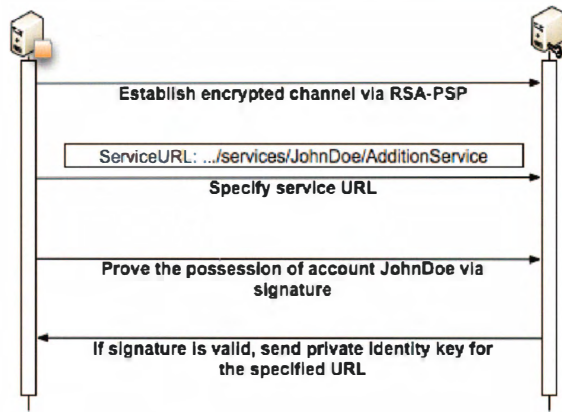 Establish encrypted channel via RSA-PSP
ServiceURL: .../services/JohnDoe/AdditionService
Specify service URL
Prove the possession of account JohnDoe via
signature
If signature is valid, send private identity key for
the specified URL